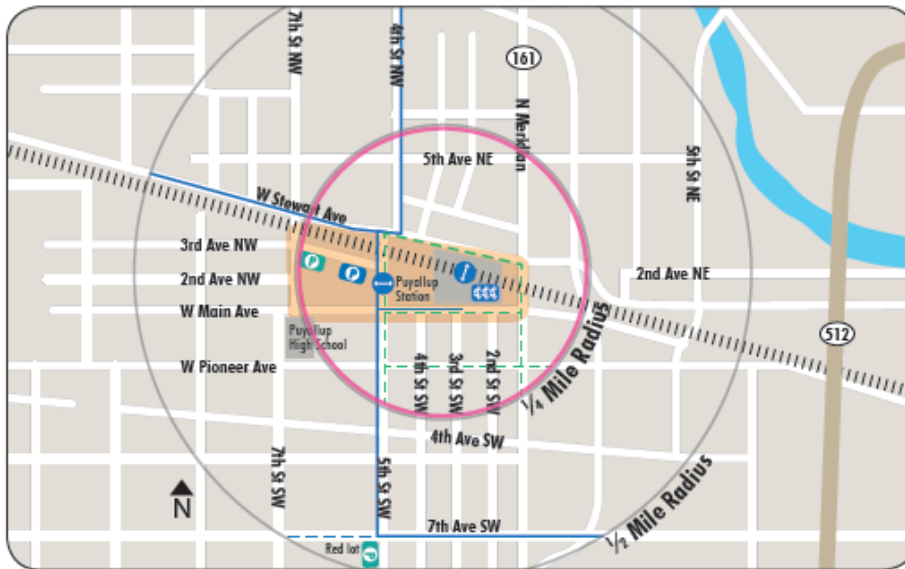 7th St NW
4th St NW
161
N Meridian
5th Ave NE
5th St NE
W Stewart Ave
3rd Ave NW
2nd Ave NW
W Main Ave
Puyallup
Station
2nd Ave NE
Puyallup
High School
W Pioneer Ave
4th St SW
3rd St SW
2nd St SW
1/4 Mile Radius
512
4th Ave SW
7th St SW
5th St SW
N
7th Ave SW
1/2 Mile Radius
Red lot
P
P
P